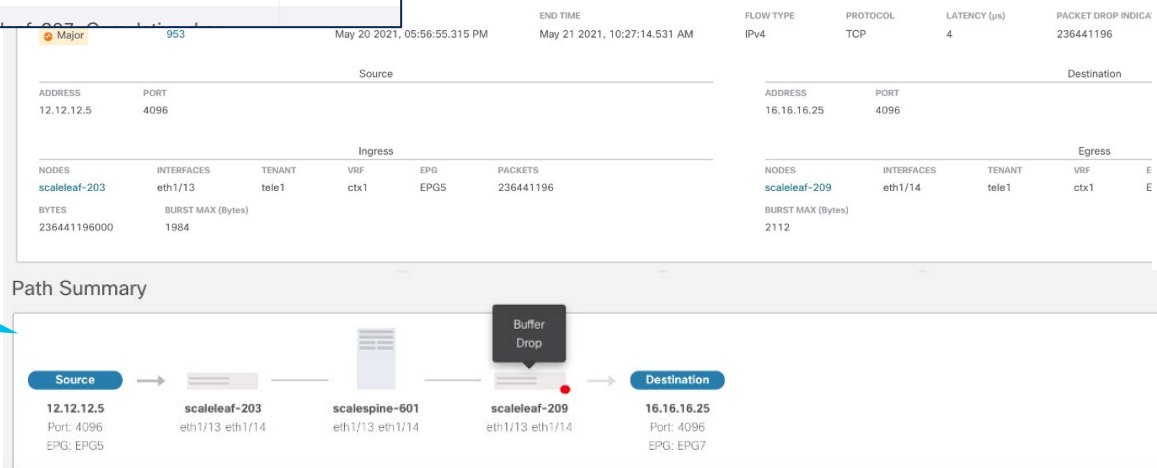 END TIME FLOW TYPE PROTOCOL LATENCY (µs) PACKET DROP
Major 953 May 20 2021, 05:56:55.315 PM May 21 2021, 10:27:14.531 AM IPv4 TCP 4 236441196
Source Destination
ADDRESS PORT ADDRESS PORT
12.12.12.5 4096 16.16.16.25 4096
Ingress Egress
NODES INTERFACES TENANT VRF EPG PACKETS NODES INTERFACES TENANT VRF
scaleleaf-203 eth1/13 tele1 ctx1 EPG5 236441196 scaleleaf-209 eth1/14 tele1 ctx1
BYTES BURST MAX (Bytes) BURST MAX (Bytes)
236441196000 1984 2112
Path Summary
Buffer
Drop
Source Destination
12.12.12.5 scaleleaf-203 scalespine-601 scaleleaf-209 16.16.16.25
Port: 4096 eth1/13 eth1/14 eth1/13 eth1/14 eth1/13 eth1/14 Port: 4096
EPG: EPG5 EPG: EPG7